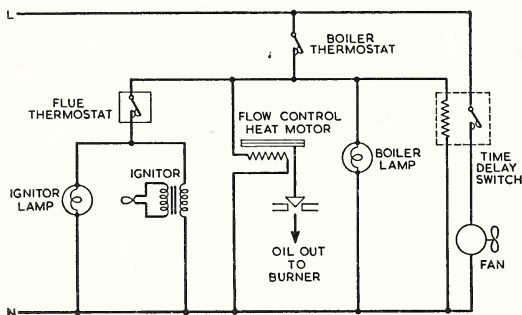 L
BOILER
THERMOSTAT
FLUE
THERMOSTAT
FLOW CONTROL
HEAT MOTOR
IGNITOR
LAMP
IGNITOR
BOILER
LAMP
TIME
DELAY
SWITCH
OIL OUT
TO
BURNER
FAN
N